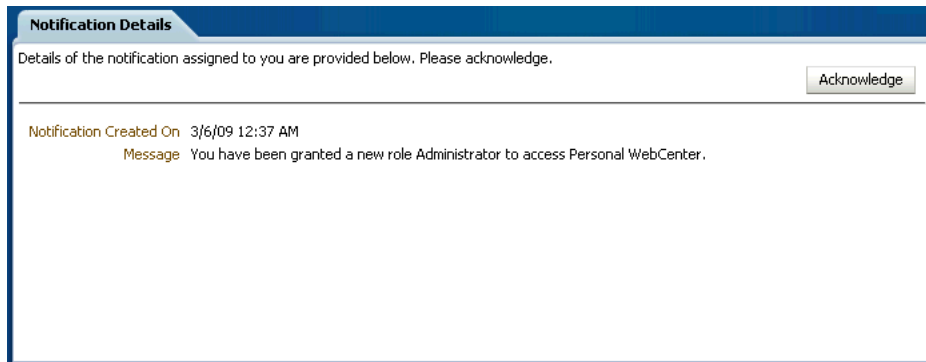 Notification Details
Details of the notification assigned to you are provided below. Please acknowledge.
Acknowledge
Notification Created On 3/6/09 12:37 AM
Message You have been granted a new role Administrator to access Personal WebCenter.